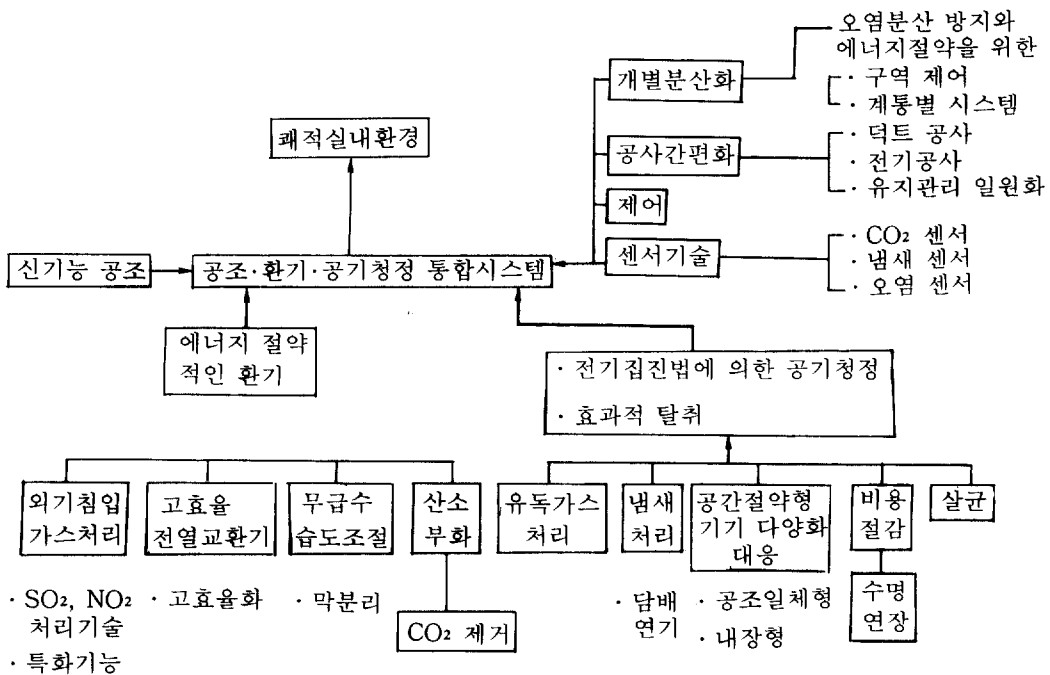 오염분산 방지와
에너지절약을 위한
개별분산화
· 구역 제어
· 계통별 시스템
쾌적실내환경
공사간편화
· 덕트 공사
· 전기공사
· 유지관리 일원화
제어
신기능 공조
공조·환기·공기청정 통합시스템
센서기술
· CO₂ 센서
· 냄새 센서
· 오염 센서
에너지 절약
적인 환기
· 전기집진법에 의한 공기청정
· 효과적 탈취
외기침입
가스처리
고효율
전열교환기
무급수
습도조절
산소
부화
유독가스
처리
냄새
처리
공간절약형
기기 다양화
대응
비용
절감
살균
· SO₂, NO₂
처리기술
· 특화기능
· 고효율화
· 막분리
CO₂ 제거
· 담배
연기
· 공조일체형
· 내장형
수명
연장